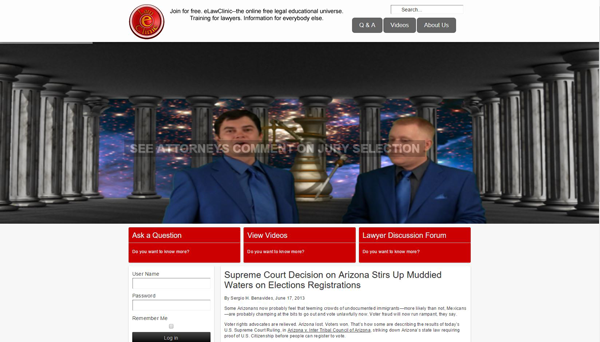 Join for free. eLawClinic--the online free legal educational universe.
Training for lawyers. Information for everybody else.
Search...
Q & A
Videos
About Us
SEE ATTORNEYS COMMENT ON JURY SELECTION
Ask a Question
Do you want to know more?
View Videos
Do you want to know more?
Lawyer Discussion Forum
Do you want to know more?
User Name
Password
Remember Me
Log in
Supreme Court Decision on Arizona Stirs Up Muddied
Waters on Elections Registrations
By Sergio H. Benavides, June 17, 2013
Some Arizonans now probably feel that teeming crowds of undocumented immigrants—more likely than not, Mexicans
—are probably chomping at the bits to go out and vote unlawfully now. Voter fraud will now run rampant, they say.
Voter rights advocates are relieved. Arizona lost. Voters won. That's how some are describing the results of today's
U.S. Supreme Court Ruling, in Arizona v. Inter Tribal Council of Arizona, striking down Arizona's state law requiring
proof of U.S. Citizenship before people can register to vote.